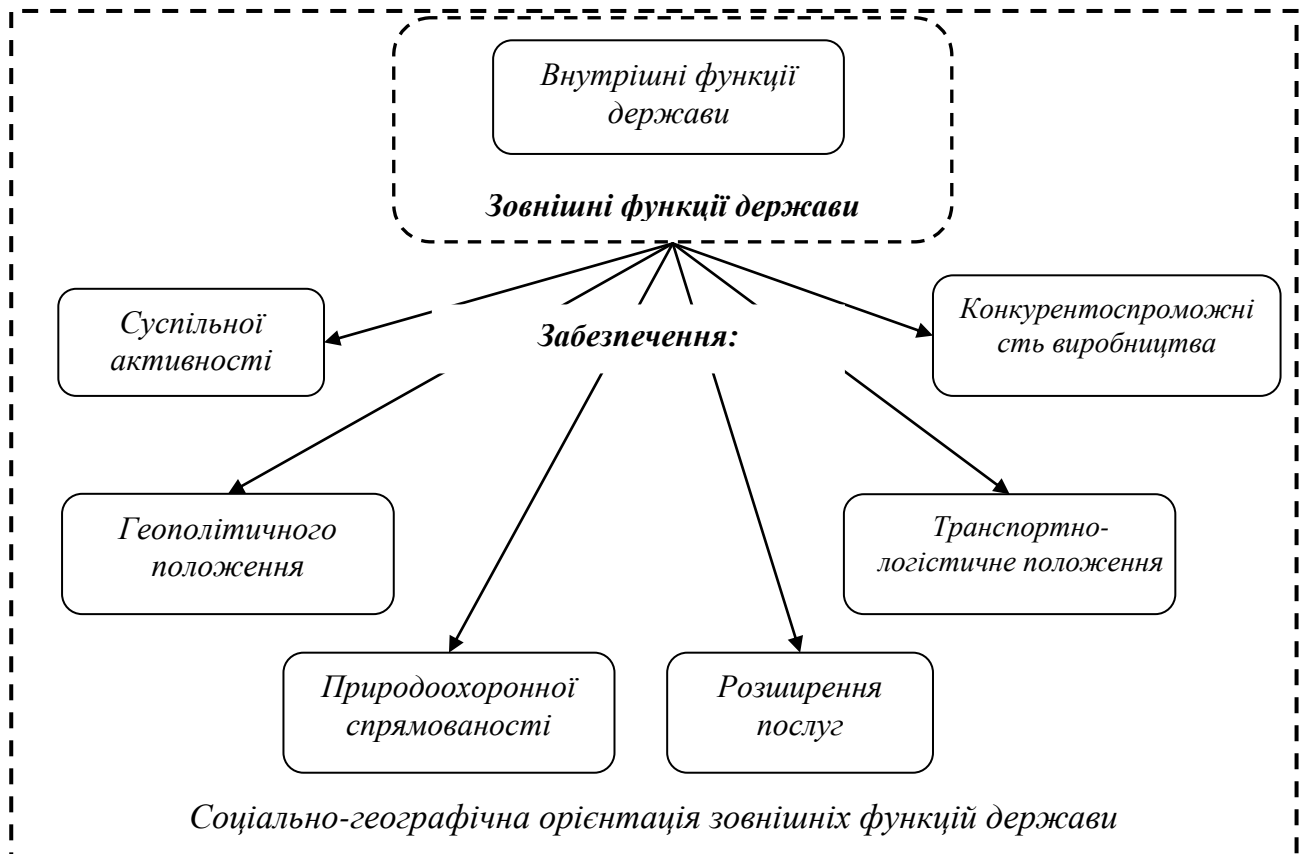 Внутрішні функції
держави
Зовнішні функції держави
Суспільної
активності
Забезпечення:
Конкурентоспроможні
сть виробництва
Геополітичного
положення
Транспортно-
логістичне положення
Природоохоронної
спрямованості
Розширення
послуг
Соціально-географічна орієнтація зовнішніх функцій держави